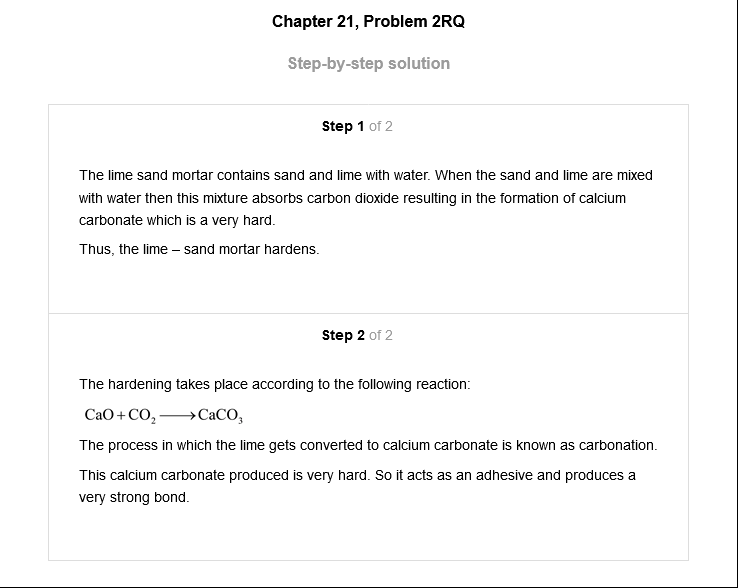 Chapter 21, Problem 2RQ
Step-by-step solution
Step 1 of 2
The lime sand mortar contains sand and lime with water. When the sand and lime are mixed
with water then this mixture absorbs carbon dioxide resulting in the formation of calcium
carbonate which is a very hard.
Thus, the lime – sand mortar hardens.
Step 2 of 2
The hardening takes place according to the following reaction:
CaO + CO₂ ⟶ CaCO₃
The process in which the lime gets converted to calcium carbonate is known as carbonation.
This calcium carbonate produced is very hard. So it acts as an adhesive and produces a
very strong bond.